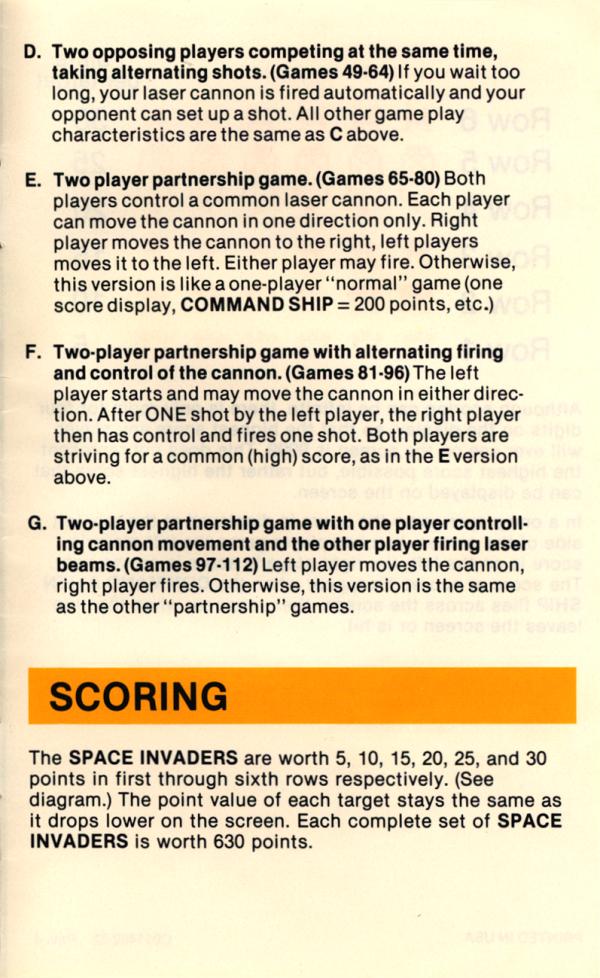 D. Two opposing players competing at the same time,
taking alternating shots. (Games 49-64) If you wait too
long, your laser cannon is fired automatically and your
opponent can set up a shot. All other game play
characteristics are the same as C above.
E. Two player partnership game. (Games 65-80) Both
players control a common laser cannon. Each player
can move the cannon in one direction only. Right
player moves the cannon to the right, left players
moves it to the left. Either player may fire. Otherwise,
this version is like a one-player "normal" game (one
score display, COMMAND SHIP = 200 points, etc.)
F. Two-player partnership game with alternating firing
and control of the cannon. (Games 81-96) The left
player starts and may move the cannon in either direc-
tion. After ONE shot by the left player, the right player
then has control and fires one shot. Both players are
striving for a common (high) score, as in the E version
above.
G. Two-player partnership game with one player controll-
ing cannon movement and the other player firing laser
beams. (Games 97-112) Left player moves the cannon,
right player fires. Otherwise, this version is the same
as the other "partnership" games.
SCORING
The SPACE INVADERS are worth 5, 10, 15, 20, 25, and 30
points in first through sixth rows respectively. (See
diagram.) The point value of each target stays the same as
it drops lower on the screen. Each complete set of SPACE
INVADERS is worth 630 points.